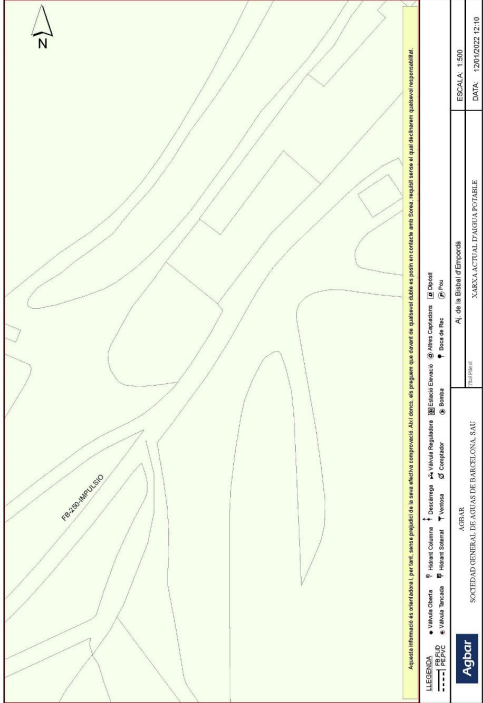 N
FB-250-IMPULSIO
Aquesta informació és orientadora i, per tant, sense prejudici de la seva efectiva comprovació. Així doncs, els preguem que davant de qualsevol dubte es posin en contacte amb Sorea, requisit sense el qual declinarem qualsevol responsabilitat.
LLEGENDA
FB,FUD
PE,PVC
Vàlvula Oberta
Hidrant Columna
Descàrrega
Vàlvula Reguladora
Estació Elevació
Altres Captacions
Dipòsit
Vàlvula Tancada
Hidrant Soterrat
Ventosa
Comptador
Bomba
Boca de Rec
Pou
Agbar
AGBAR
SOCIEDAD GENERAL DE AGUAS DE BARCELONA, SAU
Aj. de la Bisbal d'Empordà
XARXA ACTUAL D'AIGUA POTABLE
ESCALA: 1:500
DATA: 12/01/2022 12:10